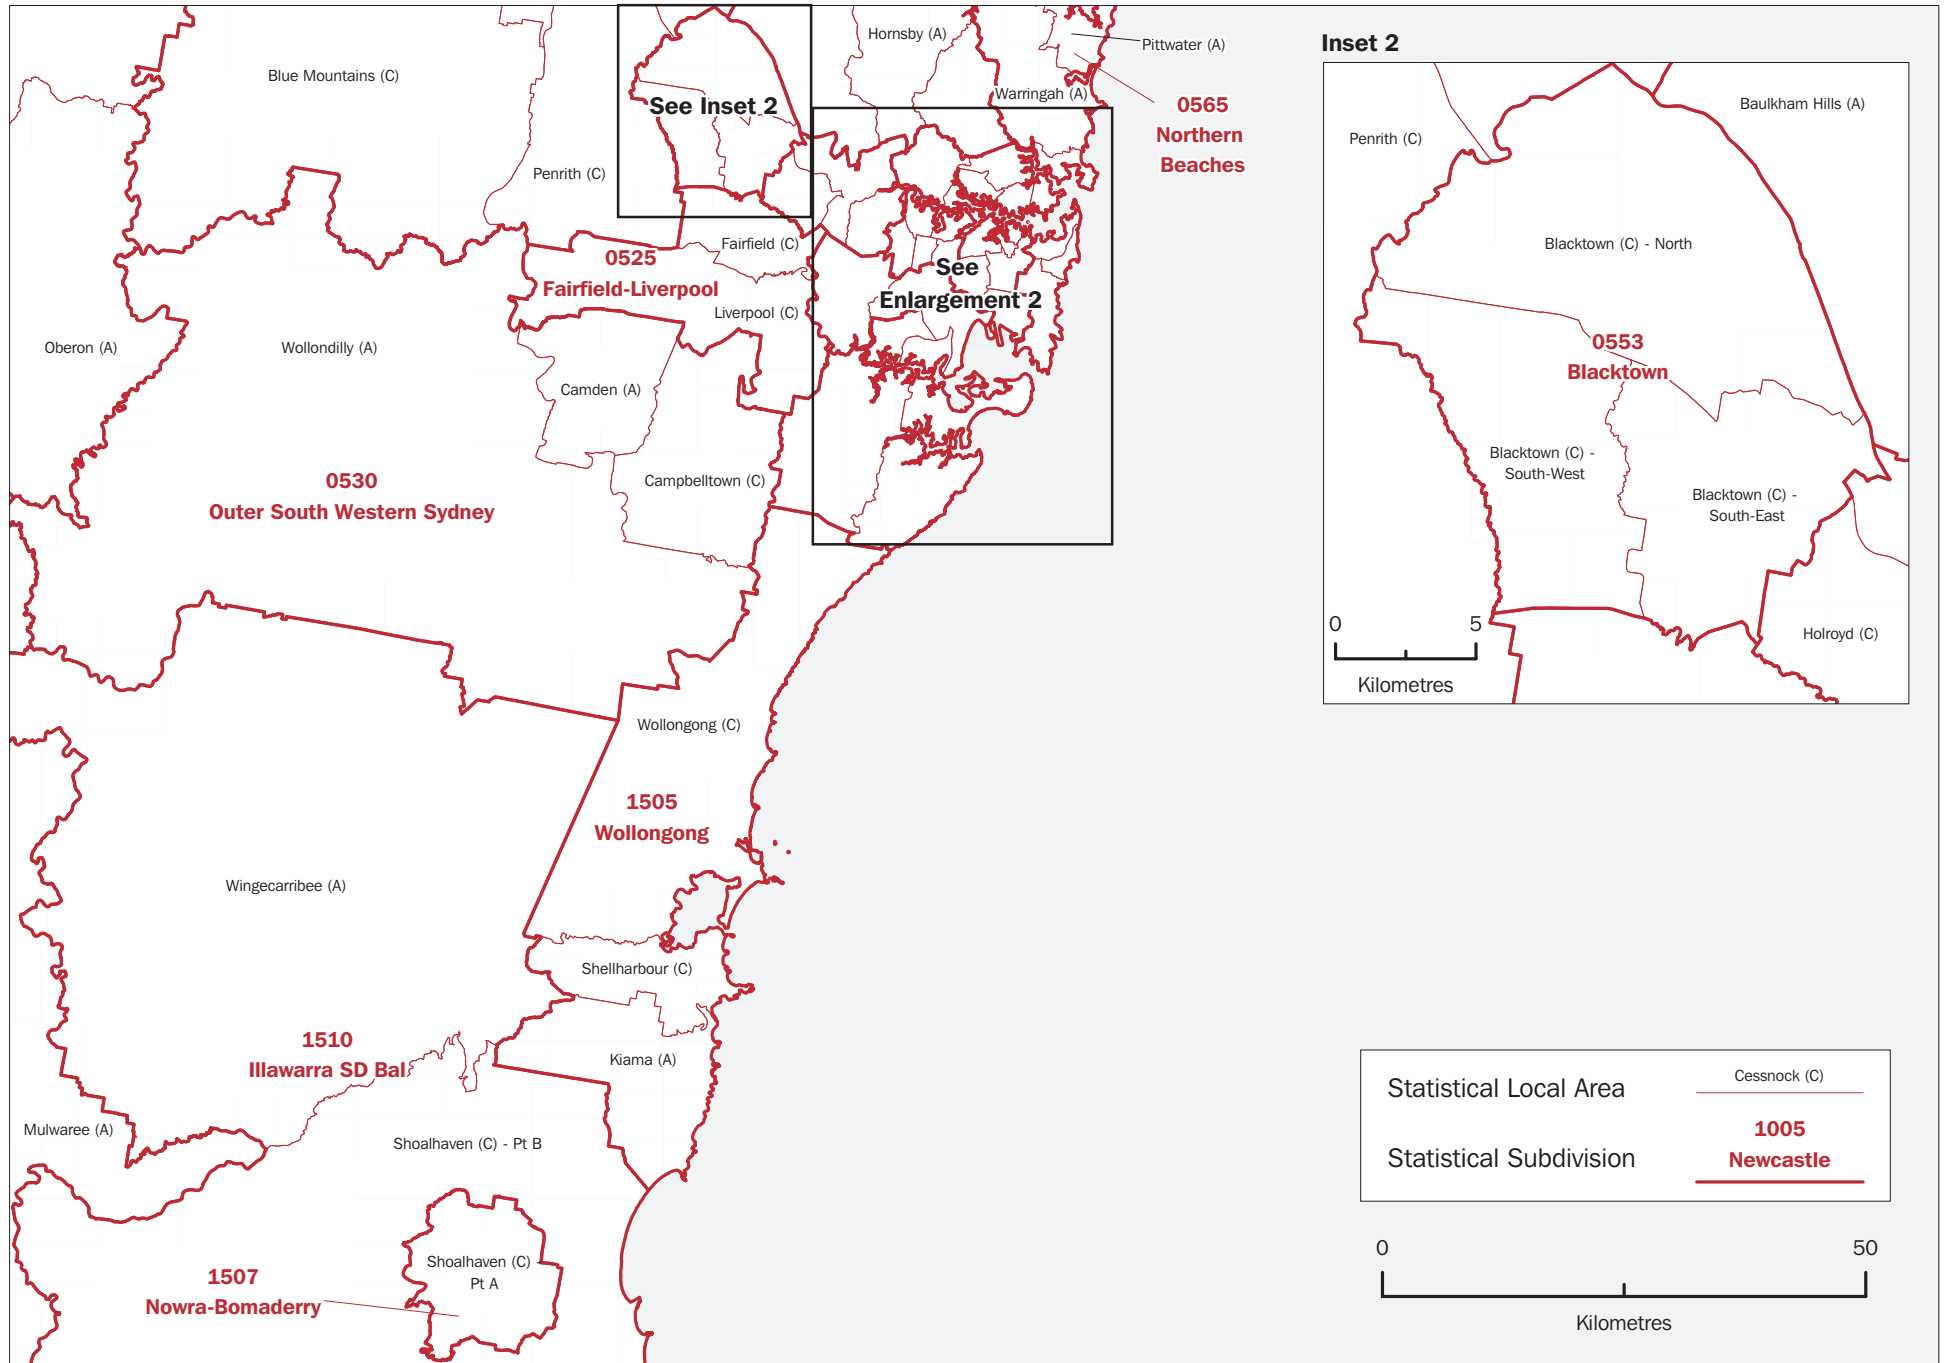 Hornsby (A)
Pittwater (A)
Inset 2
Blue Mountains (C)
See Inset 2
Warringah (A)
0565
Northern
Beaches
Baulkham Hills (A)
Penrith (C)
Penrith (C)
Blacktown (C) - North
Fairfield (C)
0525
Fairfield-Liverpool
Liverpool (C)
See
Enlargement 2
Oberon (A)
Wollondilly (A)
Camden (A)
0553
Blacktown
Blacktown (C) -
South-West
Blacktown (C) -
South-East
0530
Outer South Western Sydney
Campbelltown (C)
0
5
Kilometres
Holroyd (C)
Wollongong (C)
1505
Wollongong
Wingecarribee (A)
Shellharbour (C)
1510
Illawarra SD Bal
Kiama (A)
Mulwaree (A)
Shoalhaven (C) - Pt B
Shoalhaven (C) -
Pt A
1507
Nowra-Bomaderry
Statistical Local Area
Cessnock (C)
Statistical Subdivision
1005
Newcastle
0
50
Kilometres